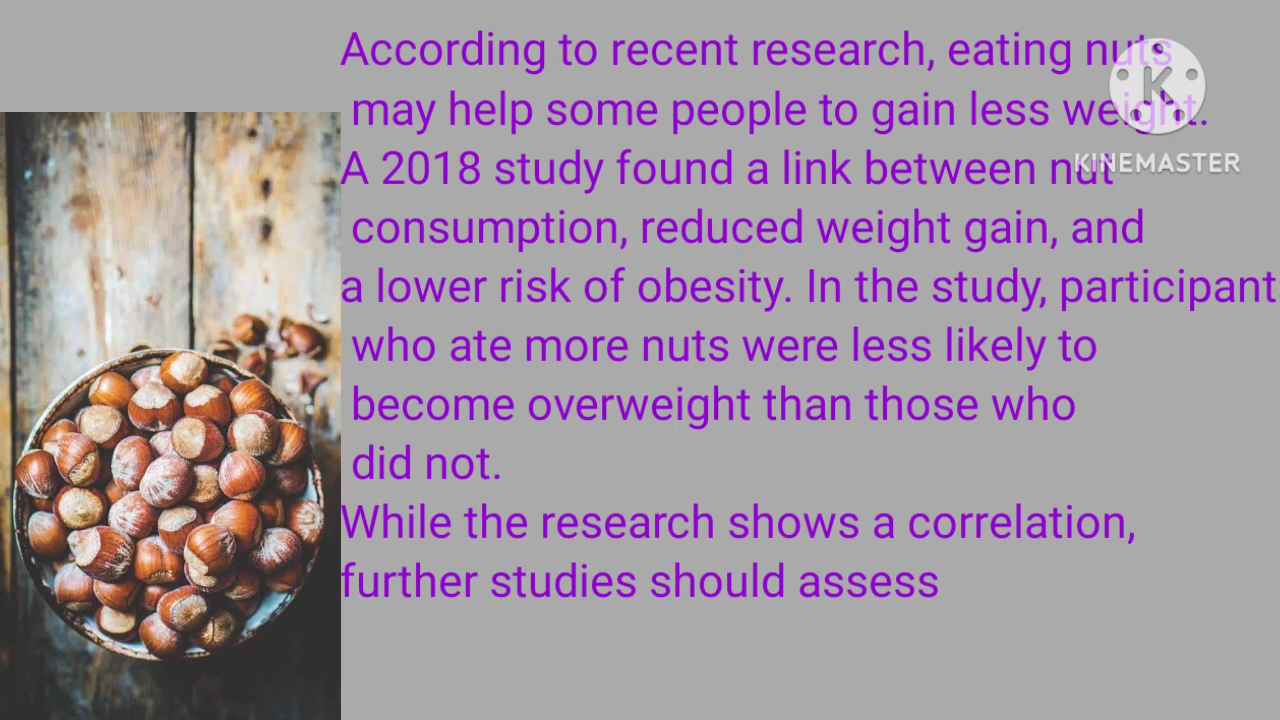 According to recent research, eating nuts
may help some people to gain less weight.
A 2018 study found a link between nut
consumption, reduced weight gain, and
a lower risk of obesity. In the study, participant
who ate more nuts were less likely to
become overweight than those who
did not.
While the research shows a correlation,
further studies should assess
K
KINEMASTER